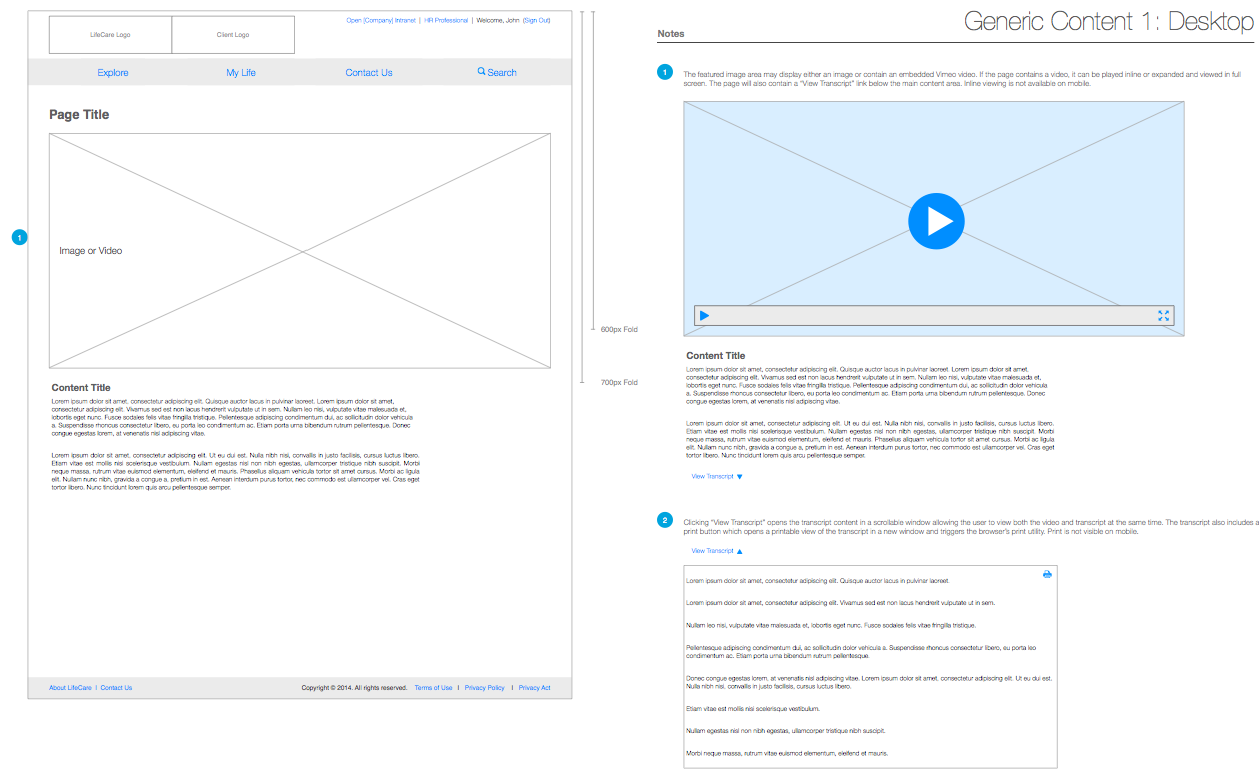 Generic Content 1: Desktop
LifeCare Logo
Client Logo
Open [Company] Intranet | HR Professional | Welcome, John (Sign Out)
Explore
My Life
Contact Us
Search
Page Title
1
Image or Video
600px Fold
700px Fold
Content Title
Lorem ipsum dolor sit amet, consectetur adipiscing elit. Quisque auctor lacus in pulvinar laoreet. Lorem ipsum dolor sit amet,
consectetur adipiscing elit. Vivamus sed est non lacus hendrerit vulputate ut in sem. Nullam leo nisi, vulputate vitae malesuada et,
lobortis eget nunc. Fusce sodales felis vitae fringilla tristique. Pellentesque adipiscing condimentum dui, ac sollicitudin dolor vehicula
a. Suspendisse rhoncus consectetur libero, eu porta leo condimentum ac. Etiam porta urna bibendum rutrum pellentesque. Donec
congue egestas lorem, at venenatis nisl adipiscing vitae.
Lorem ipsum dolor sit amet, consectetur adipiscing elit. Ut eu dui est. Nulla nibh nisl, convallis in justo facilisis, cursus luctus libero.
Etiam vitae est mollis nisi scelerisque vestibulum. Nullam egestas nisl non nibh egestas, ullamcorper tristique nibh suscipit. Morbi
neque massa, rutrum vitae euismod elementum, eleifend et mauris. Phasellus aliquam vehicula tortor sit amet cursus. Morbi ac ligula
elit. Nullam nunc nibh, gravida a congue a, pretium in est. Aenean interdum purus tortor, nec commodo est ullamcorper vel. Cras eget
tortor libero. Nunc tincidunt lorem quis arcu pellentesque semper.
About LifeCare | Contact Us
Copyright © 2014. All rights reserved. Terms of Use | Privacy Policy | Privacy Act
Notes
1
The featured image area may display either an image or contain an embedded Vimeo video. If the page contains a video, it can be played inline or expanded and viewed in full
screen. The page will also contain a "View Transcript" link below the main content area. Inline viewing is not available on mobile.
Content Title
Lorem ipsum dolor sit amet, consectetur adipiscing elit. Quisque auctor lacus in pulvinar laoreet. Lorem ipsum dolor sit amet,
consectetur adipiscing elit. Vivamus sed est non lacus hendrerit vulputate ut in sem. Nullam leo nisi, vulputate vitae malesuada et,
lobortis eget nunc. Fusce sodales felis vitae fringilla tristique. Pellentesque adipiscing condimentum dui, ac sollicitudin dolor vehicula
a. Suspendisse rhoncus consectetur libero, eu porta leo condimentum ac. Etiam porta urna bibendum rutrum pellentesque. Donec
congue egestas lorem, at venenatis nisl adipiscing vitae.
Lorem ipsum dolor sit amet, consectetur adipiscing elit. Ut eu dui est. Nulla nibh nisl, convallis in justo facilisis, cursus luctus libero.
Etiam vitae est mollis nisi scelerisque vestibulum. Nullam egestas nisl non nibh egestas, ullamcorper tristique nibh suscipit. Morbi
neque massa, rutrum vitae euismod elementum, eleifend et mauris. Phasellus aliquam vehicula tortor sit amet cursus. Morbi ac ligula
elit. Nullam nunc nibh, gravida a congue a, pretium in est. Aenean interdum purus tortor, nec commodo est ullamcorper vel. Cras eget
tortor libero. Nunc tincidunt lorem quis arcu pellentesque semper.
View Transcript ▼
2
Clicking "View Transcript" opens the transcript content in a scrollable window allowing the user to view both the video and transcript at the same time. The transcript also includes a
print button which opens a printable view of the transcript in a new window and triggers the browser's print utility. Print is not visible on mobile.
View Transcript ▲
Lorem ipsum dolor sit amet, consectetur adipiscing elit. Quisque auctor lacus in pulvinar laoreet.
Lorem ipsum dolor sit amet, consectetur adipiscing elit. Vivamus sed est non lacus hendrerit vulputate ut in sem.
Nullam leo nisi, vulputate vitae malesuada et, lobortis eget nunc. Fusce sodales felis vitae fringilla tristique.
Pellentesque adipiscing condimentum dui, ac sollicitudin dolor vehicula a. Suspendisse rhoncus consectetur libero, eu porta leo
condimentum ac. Etiam porta urna bibendum rutrum pellentesque.
Donec congue egestas lorem, at venenatis nisl adipiscing vitae. Lorem ipsum dolor sit amet, consectetur adipiscing elit. Ut eu dui est.
Nulla nibh nisl, convallis in justo facilisis, cursus luctus libero.
Etiam vitae est mollis nisi scelerisque vestibulum.
Nullam egestas nisl non nibh egestas, ullamcorper tristique nibh suscipit.
Morbi neque massa, rutrum vitae euismod elementum, eleifend et mauris.